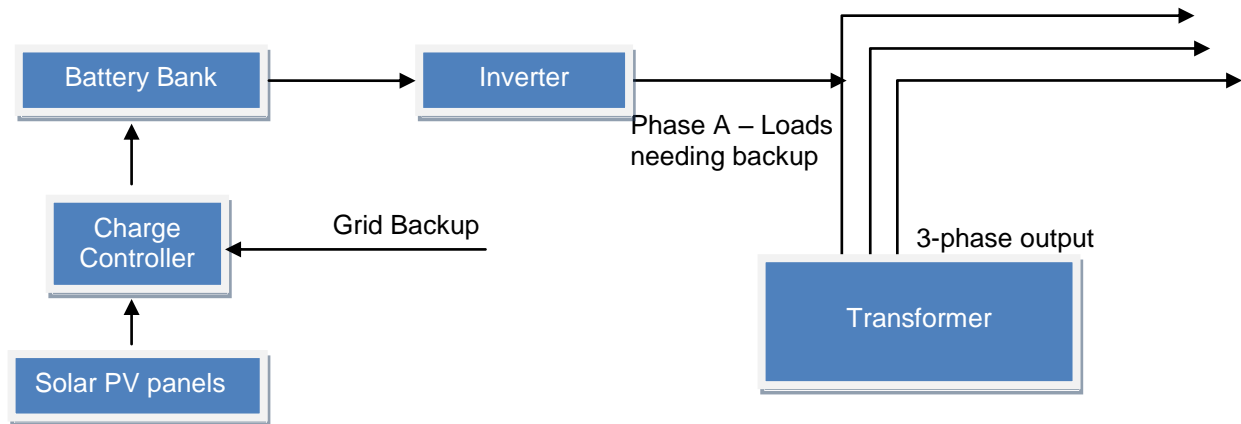 Battery Bank
Inverter
Phase A – Loads
needing backup
Charge
Controller
Grid Backup
3-phase output
Transformer
Solar PV panels